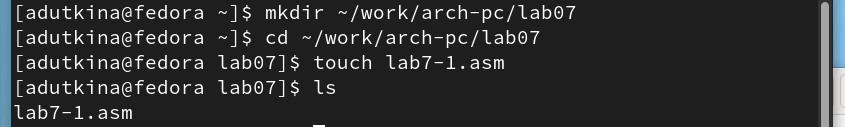 [adutkina@fedora ~]$ mkdir ~/work/arch-pc/lab07
[adutkina@fedora ~]$ cd ~/work/arch-pc/lab07
[adutkina@fedora lab07]$ touch lab7-1.asm
[adutkina@fedora lab07]$ ls
lab7-1.asm